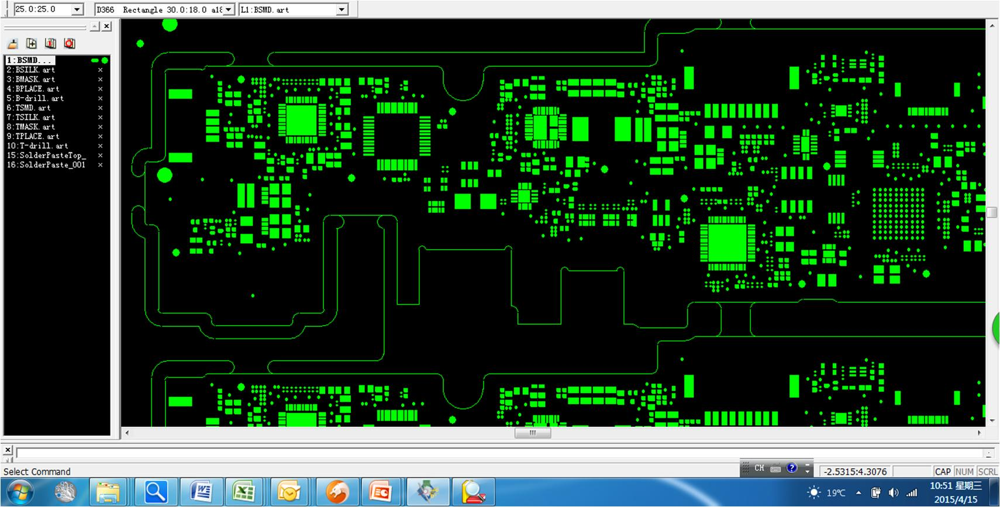 25.0:25.0
D366 Rectangle 30.0:18.0 a18
L1:BSMD.art
1:BSMD...
2:BSILK.art
3:BMASK.art
4:BPLACE.art
5:B-drill.art
6:TSMD.art
7:TSILK.art
8:TMASK.art
9:TPLACE.art
10:T-drill.art
15:SolderPasteTop_
16:SolderPaste_001
Select Command
CH
-2.5315:4.3076
CAP NUM SCRL
19℃
10:51 星期三
2015/4/15